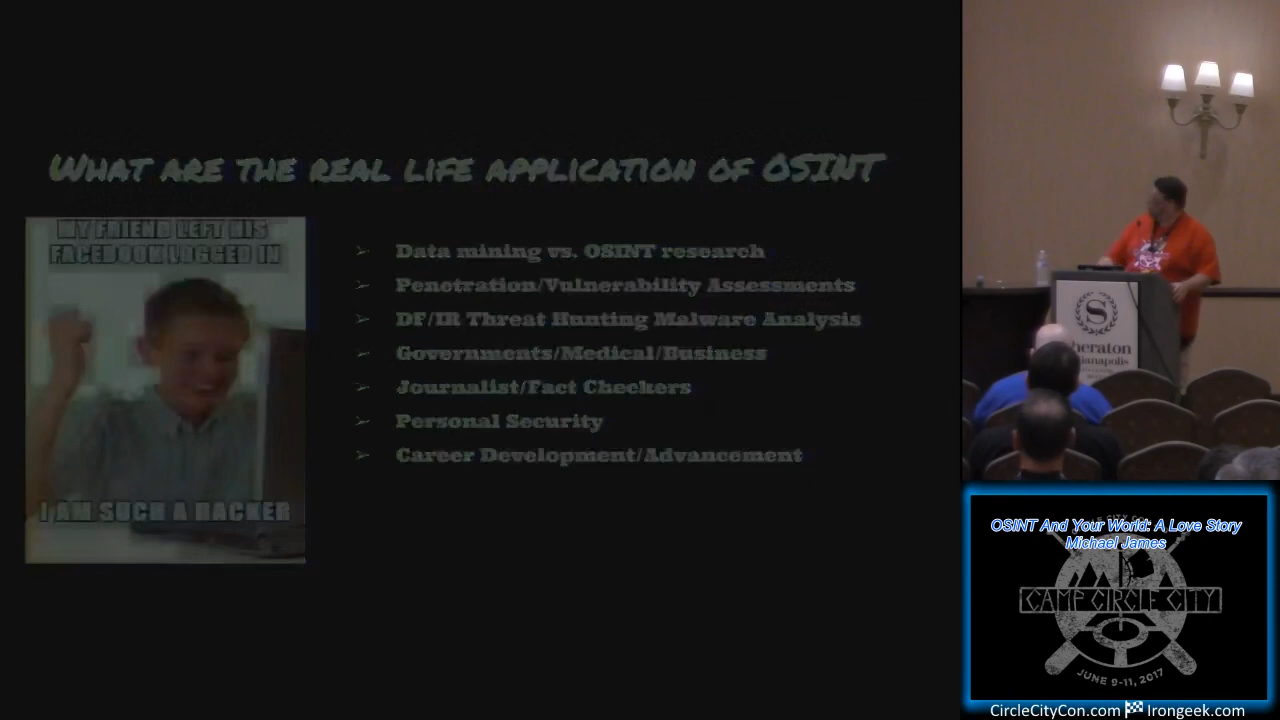 What are the real life application of OSINT
MY FRIEND LEFT HIS
FACEBOOK LOGGED IN
I AM SUCH A HACKER
➢ Data mining vs. OSINT research
➢ Penetration/Vulnerability Assessments
➢ DF/IR Threat Hunting Malware Analysis
➢ Governments/Medical/Business
➢ Journalist/Fact Checkers
➢ Personal Security
➢ Career Development/Advancement
S
heraton
OSINT And Your World: A Love Story
Michael James
CAMP CIRCLE CITY
JUNE 9-11, 2017
CircleCityCon.com Irongeek.com